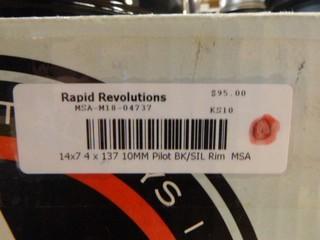 Rapid Revolutions
$95.00
MSA-M18-04737
KS10
14x7 4 x 137 10MM Pilot BK/SIL Rim MSA